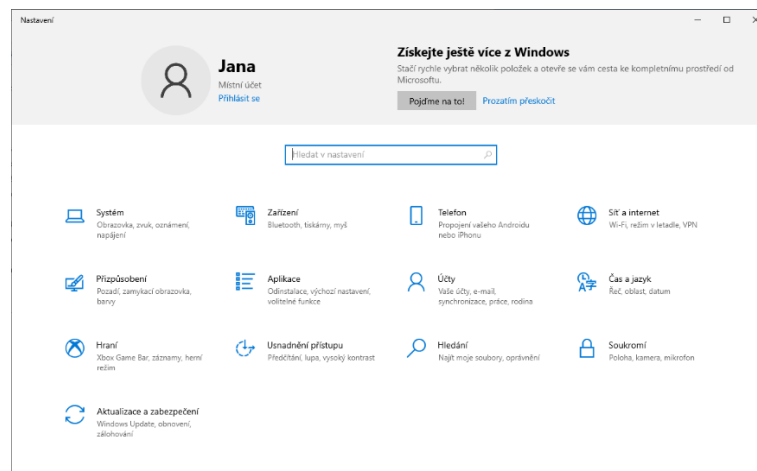 Nastavení
Jana
Místní účet
Přihlásit se
Získejte ještě více z Windows
Stačí rychle vybrat několik položek a otevře se vám cesta ke kompletnímu prostředí od
Microsoftu.
Pojďme na to!
Prozatím přeskočit
Hledat v nastavení
Systém
Obrazovka, zvuk, oznámení,
napájení
Zařízení
Bluetooth, tiskárny, myš
Telefon
Propojení vašeho Androidu
nebo iPhonu
Síť a internet
Wi-Fi, režim v letadle, VPN
Přizpůsobení
Pozadí, zamykací obrazovka,
barvy
Aplikace
Odinstalace, výchozí nastavení,
volitelné funkce
Účty
Vaše účty, e-mail,
synchronizace, práce, rodina
Čas a jazyk
Řeč, oblast, datum
Hraní
Xbox Game Bar, záznamy, herní
režim
Usnadnění přístupu
Předčítání, lupa, vysoký kontrast
Hledání
Najít moje soubory, oprávnění
Soukromí
Poloha, kamera, mikrofon
Aktualizace a zabezpečení
Windows Update, obnovení,
zálohování